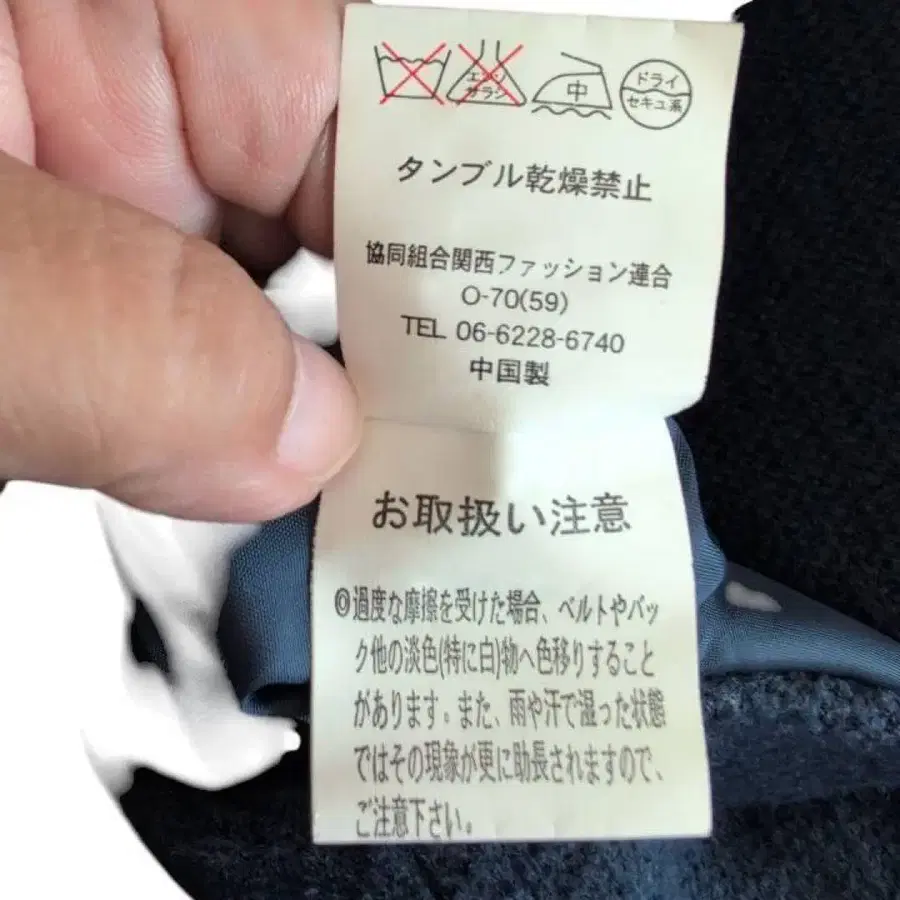 エンソ
サラシ
中
ドライ
セキユ系
タンブル乾燥禁止
協同組合関西ファッション連合
O-70(59)
TEL 06-6228-6740
中国製
お取扱い注意
◎過度な摩擦を受けた場合、ベルトやバッ
ク他の淡色(特に白)物へ色移りすること
があります。また、雨や汗で湿った状態
ではその現象が更に助長されますので、
ご注意下さい。